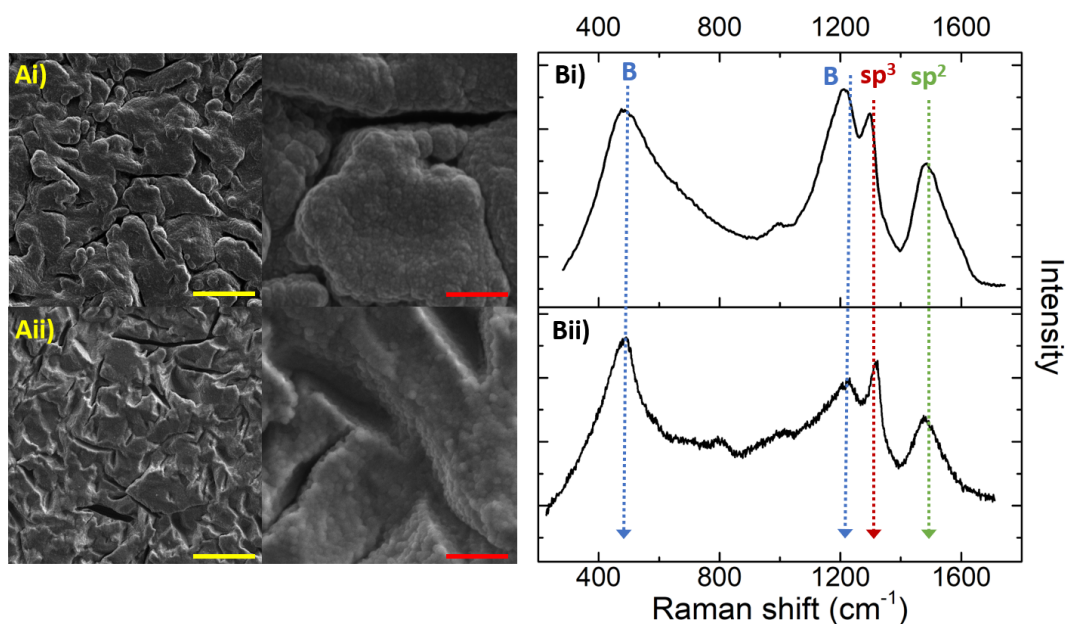 400 800 1200 1600
Ai)
Aii)
Bi)
B
B
sp³
sp²
Bii)
Intensity
400 800 1200 1600
Raman shift (cm⁻¹)